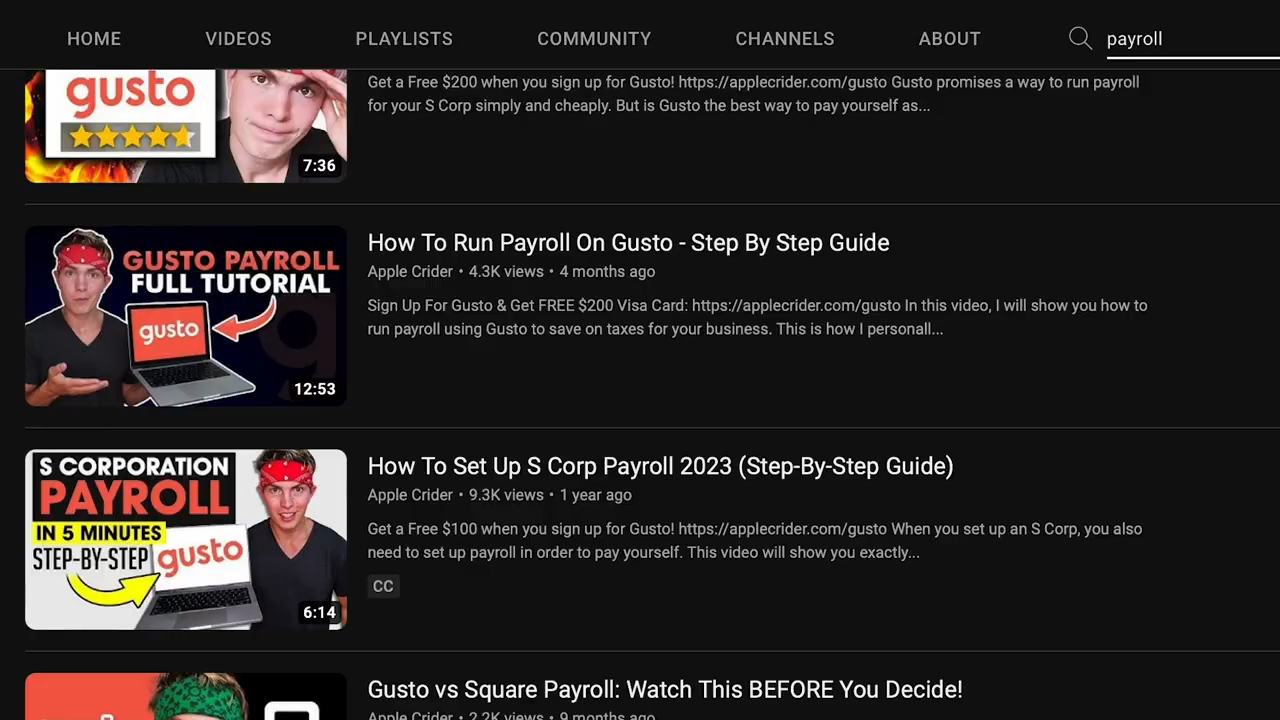 HOME VIDEOS PLAYLISTS COMMUNITY CHANNELS ABOUT payroll
gusto
7:36
Get a Free $200 when you sign up for Gusto! https://applecrider.com/gusto Gusto promises a way to run payroll
for your S Corp simply and cheaply. But is Gusto the best way to pay yourself as...
GUSTO PAYROLL
FULL TUTORIAL
gusto
12:53
How To Run Payroll On Gusto - Step By Step Guide
Apple Crider • 4.3K views • 4 months ago
Sign Up For Gusto & Get FREE $200 Visa Card: https://applecrider.com/gusto In this video, I will show you how to
run payroll using Gusto to save on taxes for your business. This is how I personall...
S CORPORATION
PAYROLL
IN 5 MINUTES
STEP-BY-STEP
gusto
6:14
How To Set Up S Corp Payroll 2023 (Step-By-Step Guide)
Apple Crider • 9.3K views • 1 year ago
Get a Free $100 when you sign up for Gusto! https://applecrider.com/gusto When you set up an S Corp, you also
need to set up payroll in order to pay yourself. This video will show you exactly...
CC
Gusto vs Square Payroll: Watch This BEFORE You Decide!
Apple Crider • 2.2K views • 9 months ago